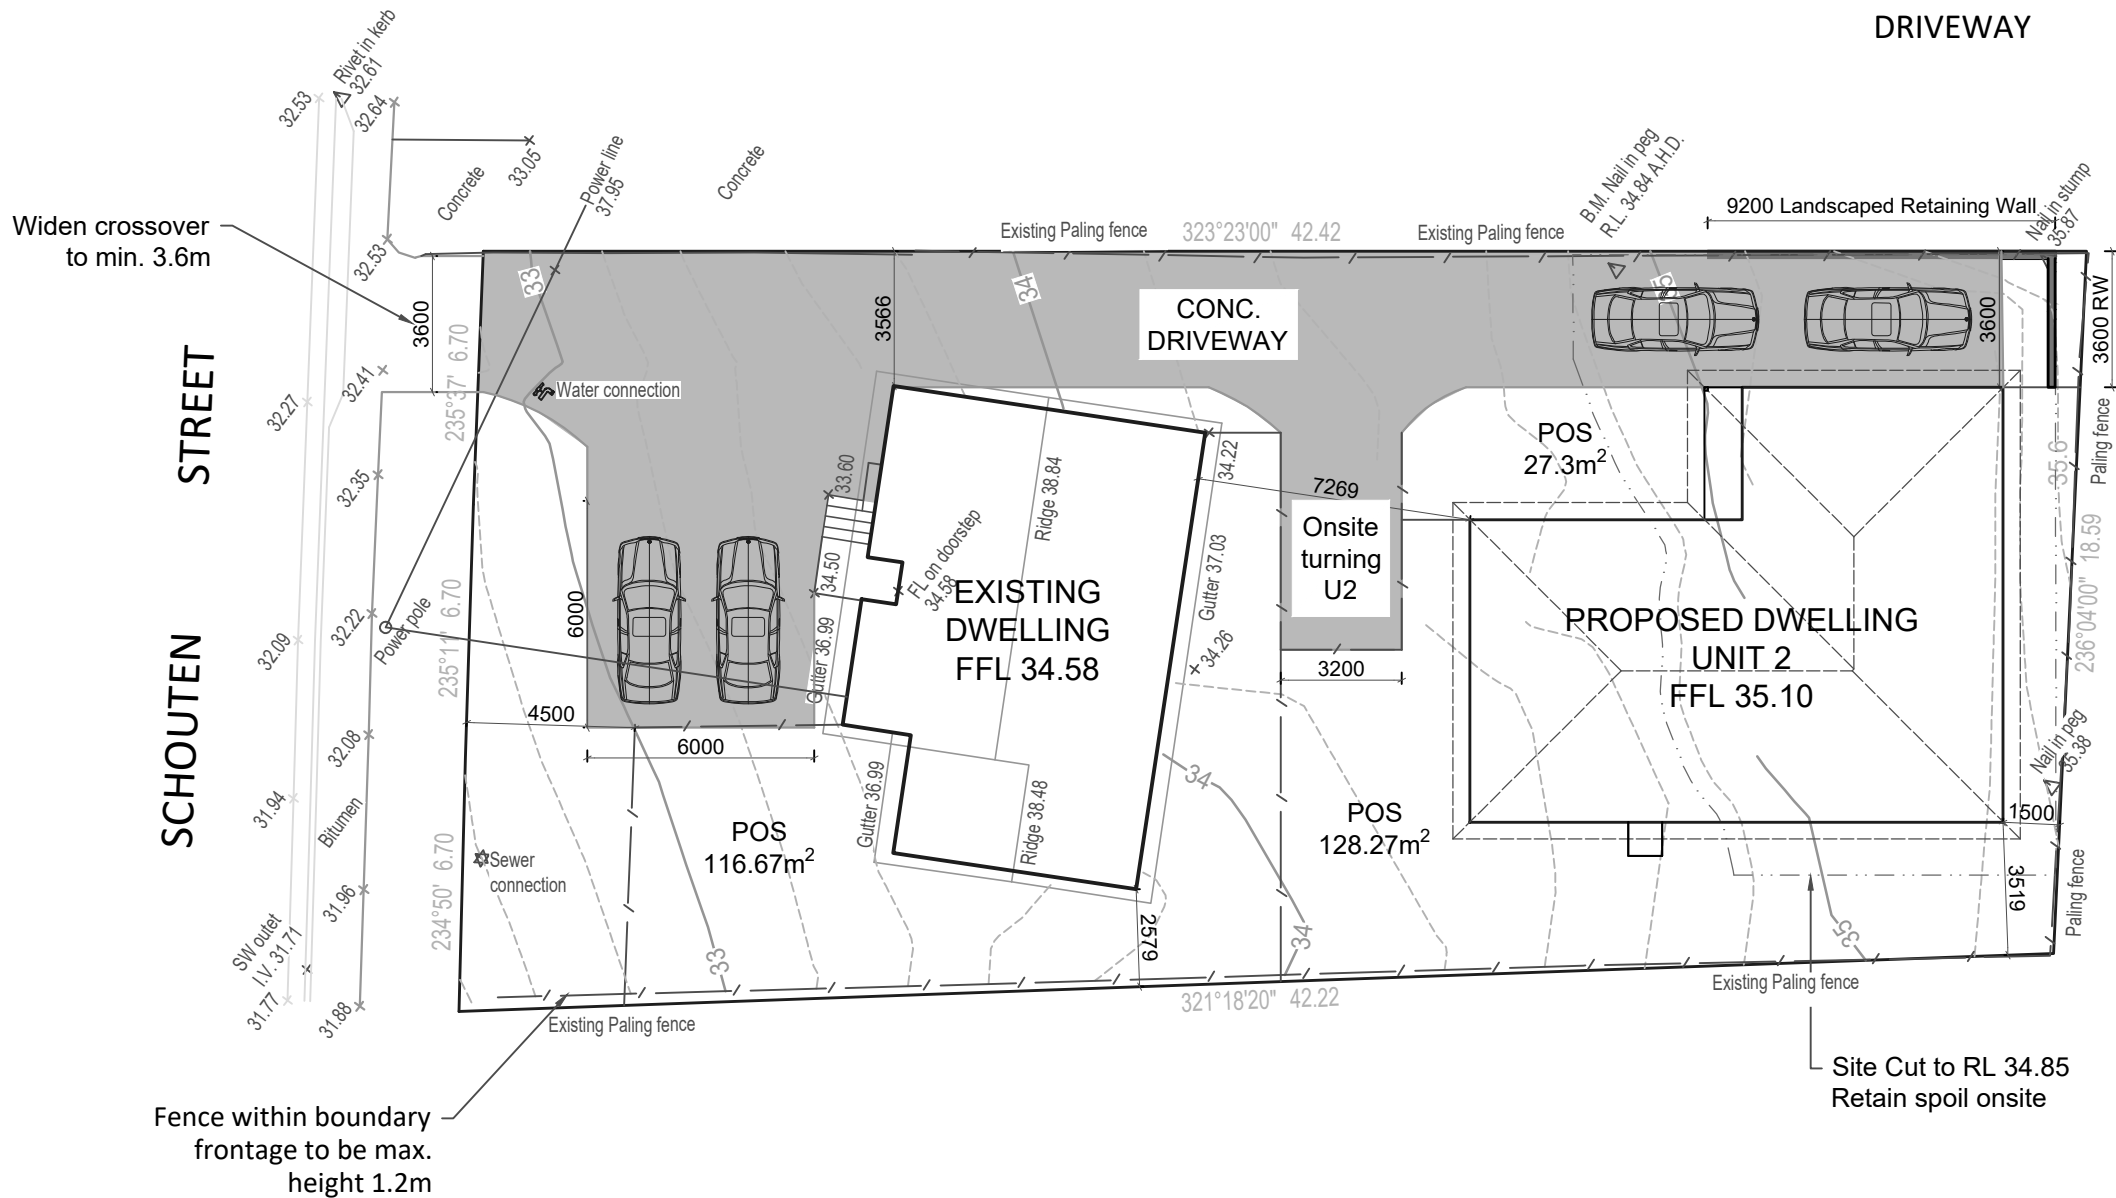 DRIVEWAY
Rivet in kerb
32.61
32.53
32.64
33.05
Concrete
Power line
37.95
Concrete
B.M. Nail in peg
R.L. 34.84 A.H.D.
9200 Landscaped Retaining Wall
Nail in stump
35.87
Widen crossover
to min. 3.6m
32.53
Existing Paling fence
323°23'00" 42.42
Existing Paling fence
33
34
3600
3566
CONC.
DRIVEWAY
3600
3600 RW
235°37' 6.70
32.41
32.27
Water connection
STREET
Paling fence
POS
27.3m²
34.22
33.60
Ridge 38.84
7269
35.6
32.35
Onsite
turning
U2
FL on doorstep
34.58
34.50
Gutter 37.03
236°04'00" 18.59
EXISTING
DWELLING
FFL 34.58
PROPOSED DWELLING
UNIT 2
FFL 35.10
6000
32.22
Power pole
32.09
235°11' 6.70
Gutter 36.99
34.26
3200
SCHOUTEN
4500
6000
32.08
34
Nail in peg
35.38
31.94
Bitumen
Gutter 36.99
Ridge 38.48
POS
116.67m²
POS
128.27m²
1500
Sewer
connection
234°50' 6.70
31.96
3519
Paling fence
2579
33
34
35
SW outet
I.V. 31.71
31.77
31.88
Existing Paling fence
321°18'20" 42.22
Existing Paling fence
Site Cut to RL 34.85
Retain spoil onsite
Fence within boundary
frontage to be max.
height 1.2m